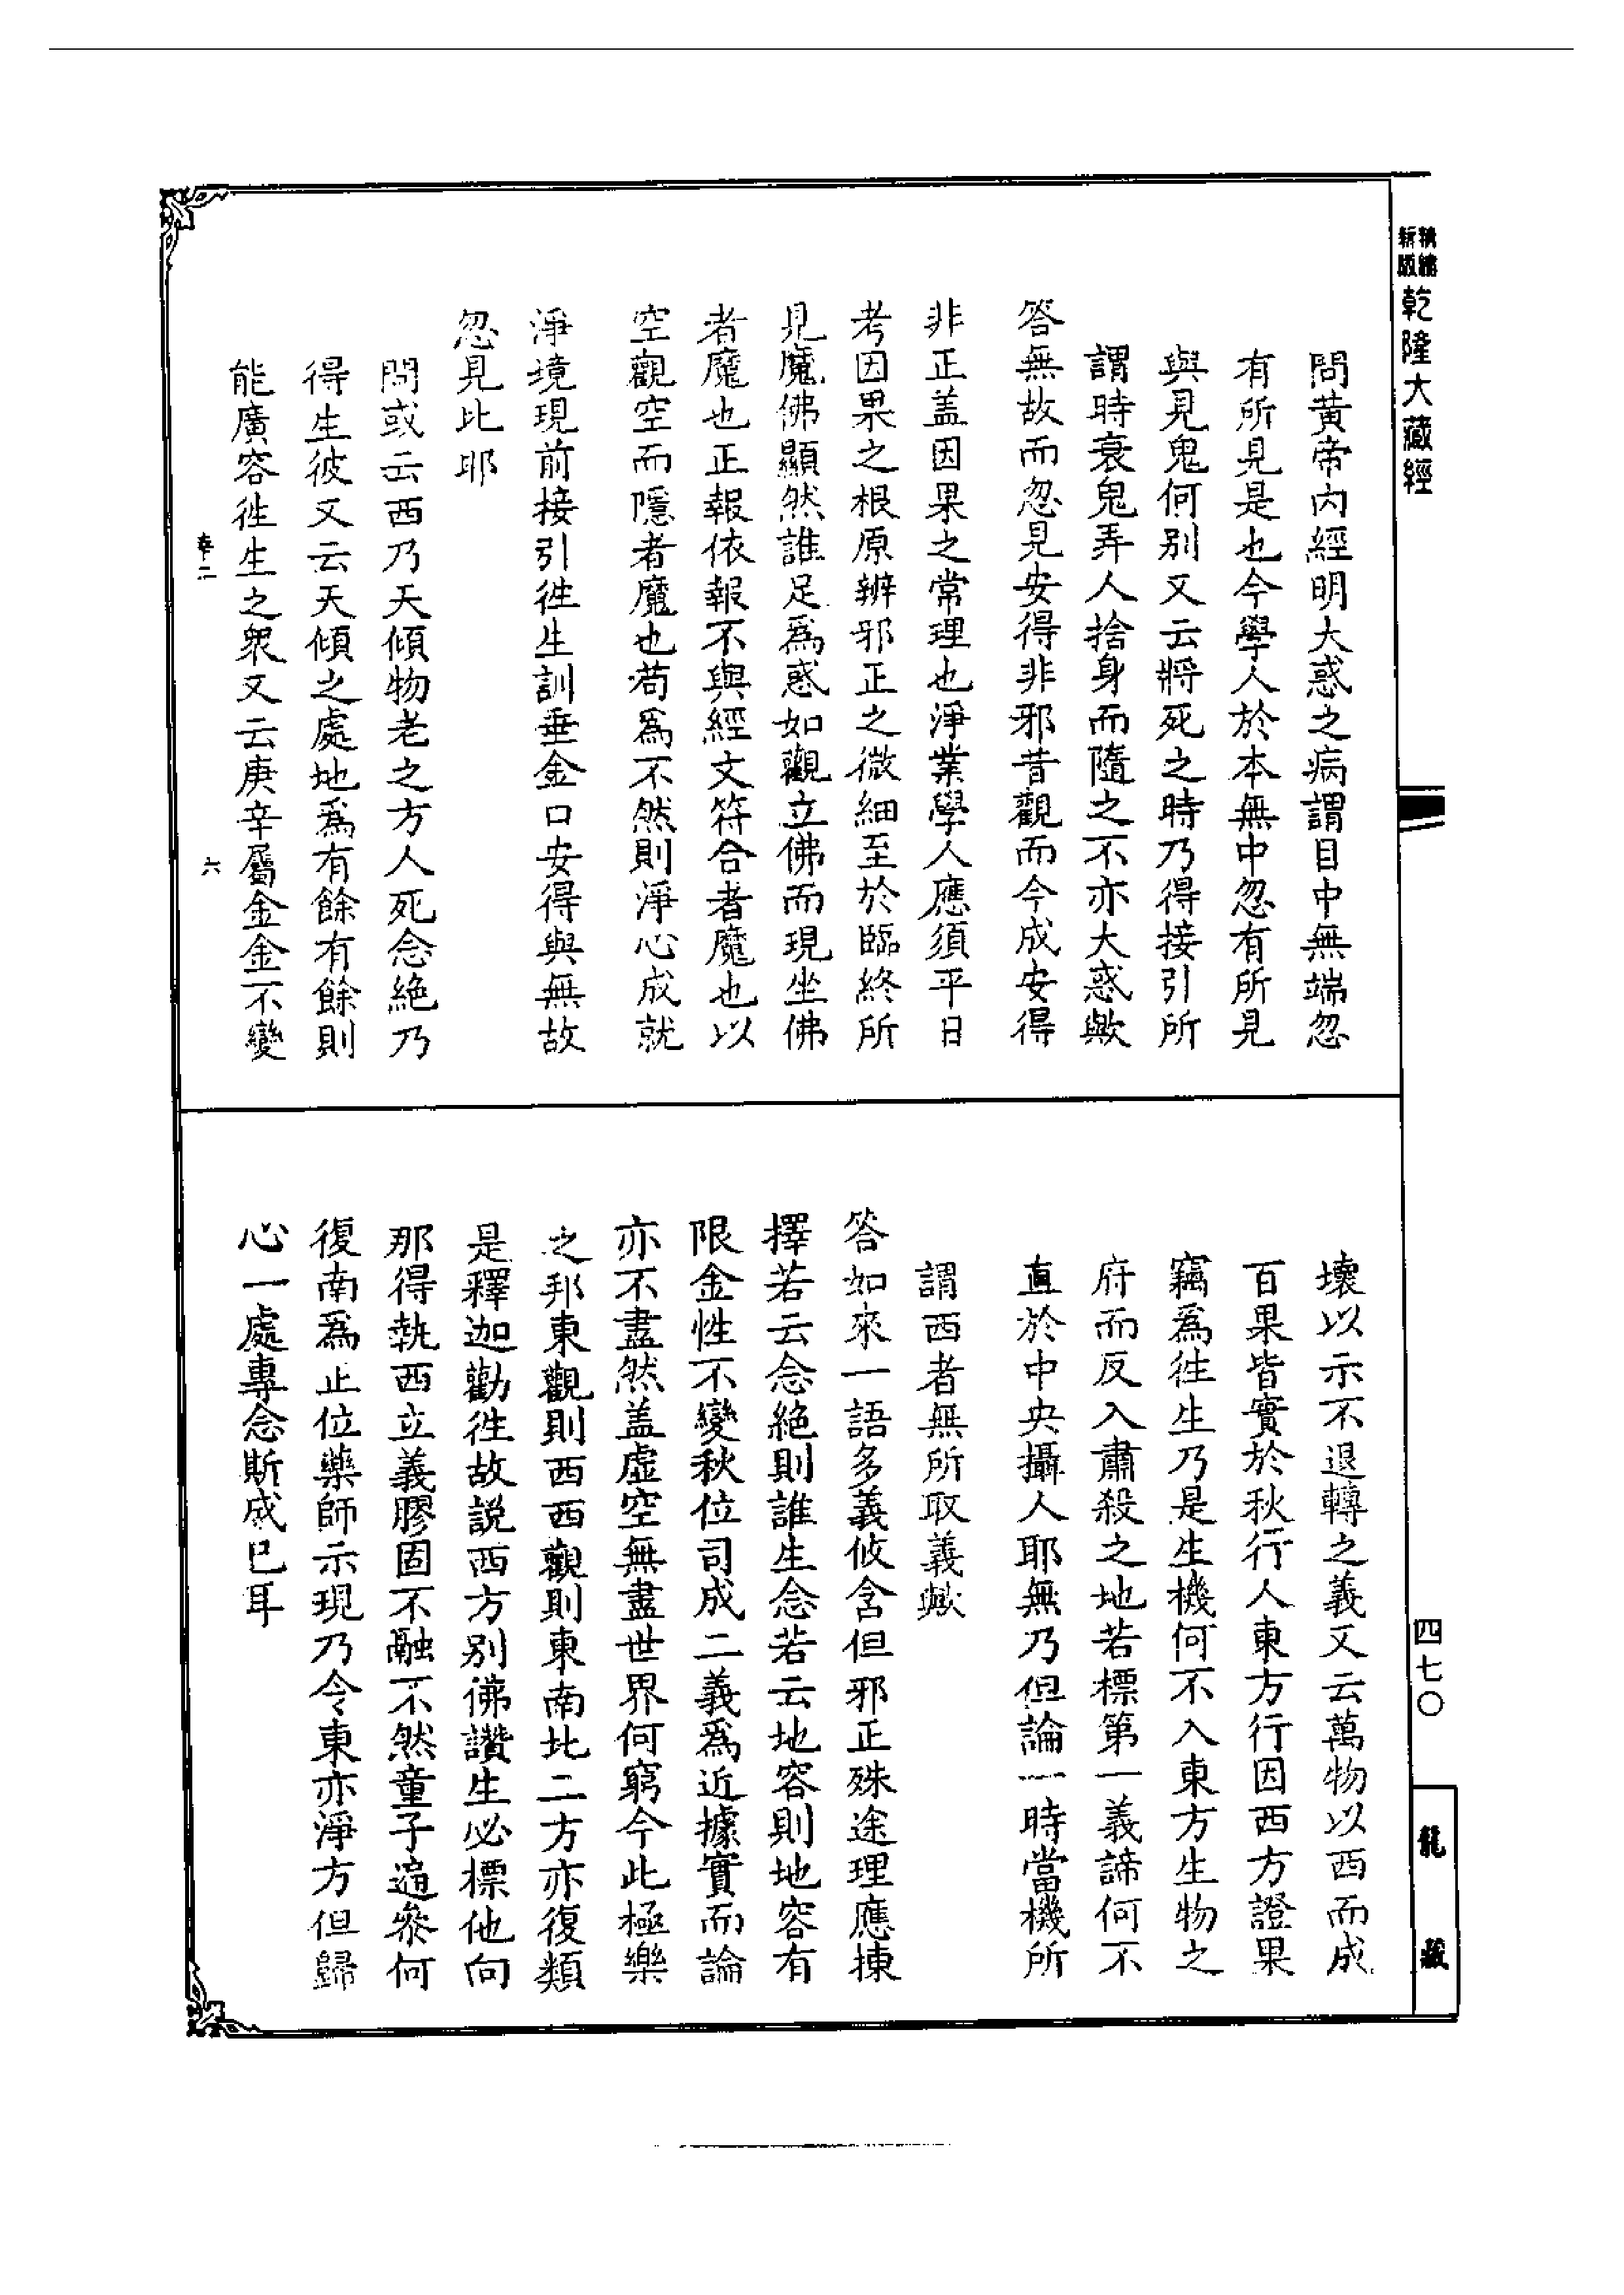 精縮
新版
乾隆大藏經
問黃帝內經明大惑之病謂目中無端忽
有所見是也今學人於本無中忽有所見
與見鬼何別又云將死之時乃得接引所
謂時衰鬼弄人捨身而隨之不亦大惑歟
答無故而忽見安得非邪昔觀而今成安得
非正盖因果之常理也淨業學人應須平日
考因果之根原辨邪正之微細至於臨終所
見魔佛顯然誰足爲惑如觀立佛而現坐佛
者魔也正報依報不與經文符合者魔也以
空觀空而隱者魔也苟爲不然則淨心成就
淨境現前接引徃生訓垂金口安得與無故
忽見比耶
問或云西乃天傾物老之方人死念絶乃
得生彼又云天傾之處地爲有餘有餘則
能廣容徃生之衆又云庚辛屬金金不變
卷二
六
壞以示不退轉之義又云萬物以西而成
百果皆實於秋行人東方行因西方證果
竊爲徃生乃是生機何不入東方生物之
府而反入肅殺之地若標第一義諦何不
直於中央攝人耶無乃但論一時當機所
謂西者無所取義歟
答如來一語多義攸含但邪正殊途理應揀
擇若云念絶則誰生念若云地容則地容有
限金性不變秋位司成二義爲近據實而論
亦不盡然盖虛空無盡世界何窮今此極樂
之邦東觀則西西觀則東南北二方亦復類
是釋迦勸徃故説西方別佛讚生必標他向
那得執西立義膠固不融不然童子遍叅何
復南爲止位藥師示現乃令東亦淨方但歸
心一處專念斯成已耳
四七〇
龍藏